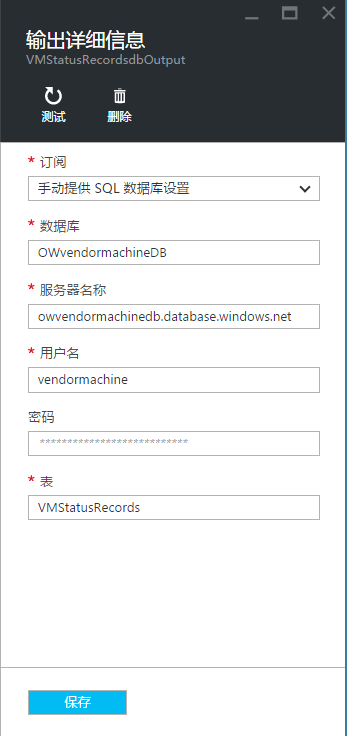 输出详细信息
VMStatusRecordsdbOutput
测试 删除
* 订阅
手动提供 SQL 数据库设置
* 数据库
OWvendormachineDB
* 服务器名称
owvendormachinedb.database.windows.net
* 用户名
vendormachine
密码
****************************
* 表
VMStatusRecords
保存